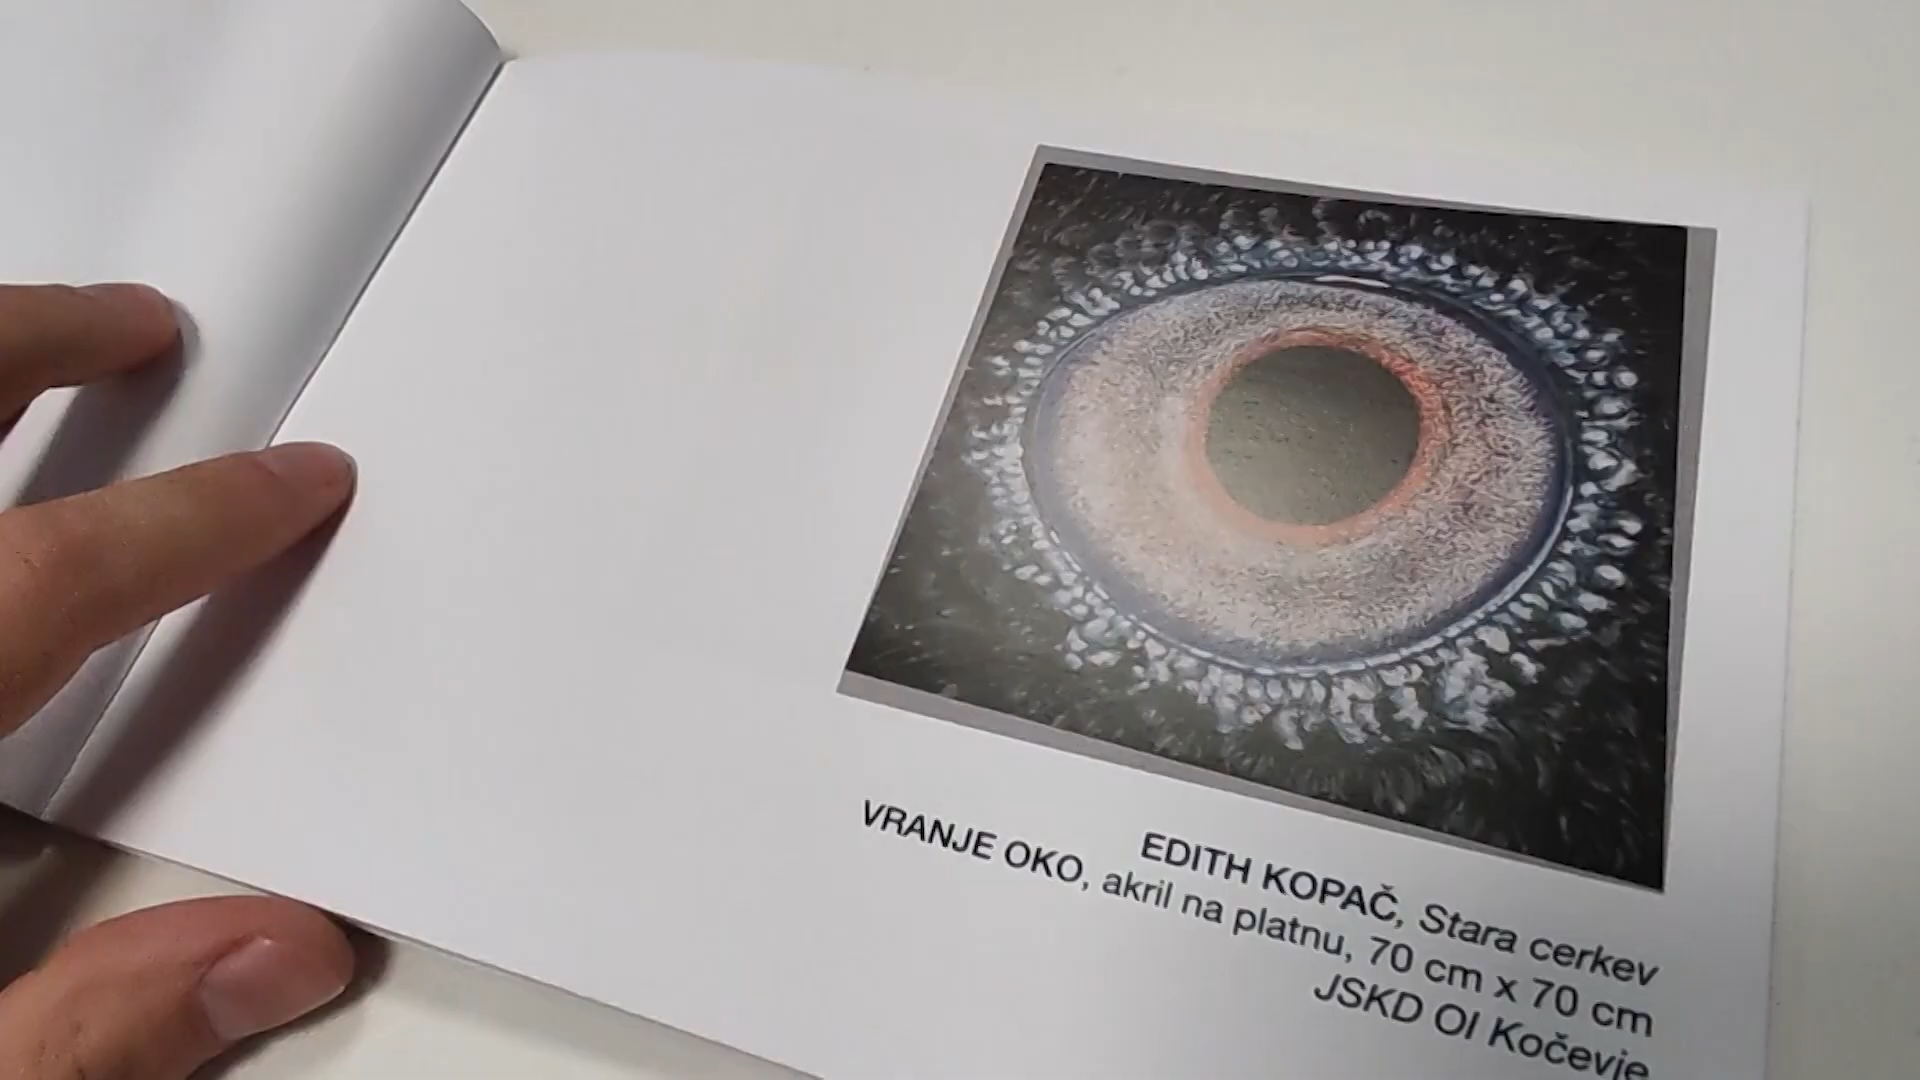 EDITH KOPAČ, Stara cerkev
VRANJE OKO, akril na platnu, 70 cm x 70 cm
JSKD OI Kočevje